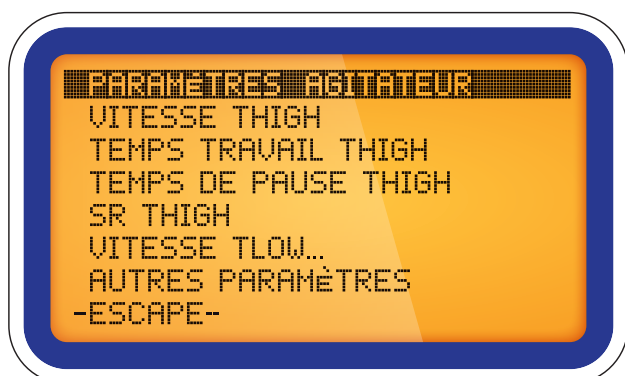 PARAMèTRES AGITATEUR
VITESSE THIGH
TEMPS TRAVAIL THIGH
TEMPS DE PAUSE THIGH
SR THIGH
VITESSE TLOW...
AUTRES PARAMèTRES
-ESCAPE-